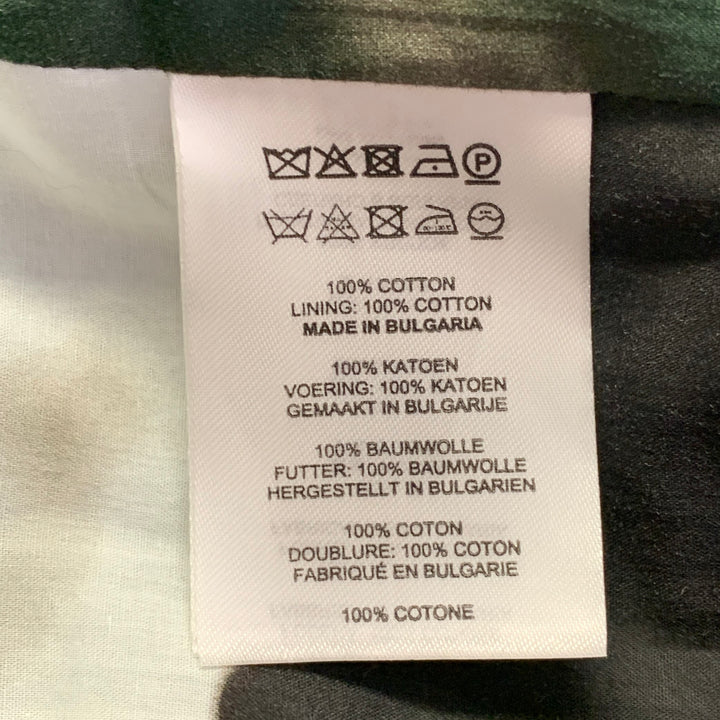 P
100% COTTON
LINING: 100% COTTON
MADE IN BULGARIA
100% KATOEN
VOERING: 100% KATOEN
GEMAAKT IN BULGARIJE
100% BAUMWOLLE
FUTTER: 100% BAUMWOLLE
HERGESTELLT IN BULGARIEN
100% COTON
DOUBLURE: 100% COTON
FABRIQUÉ EN BULGARIE
100% COTONE